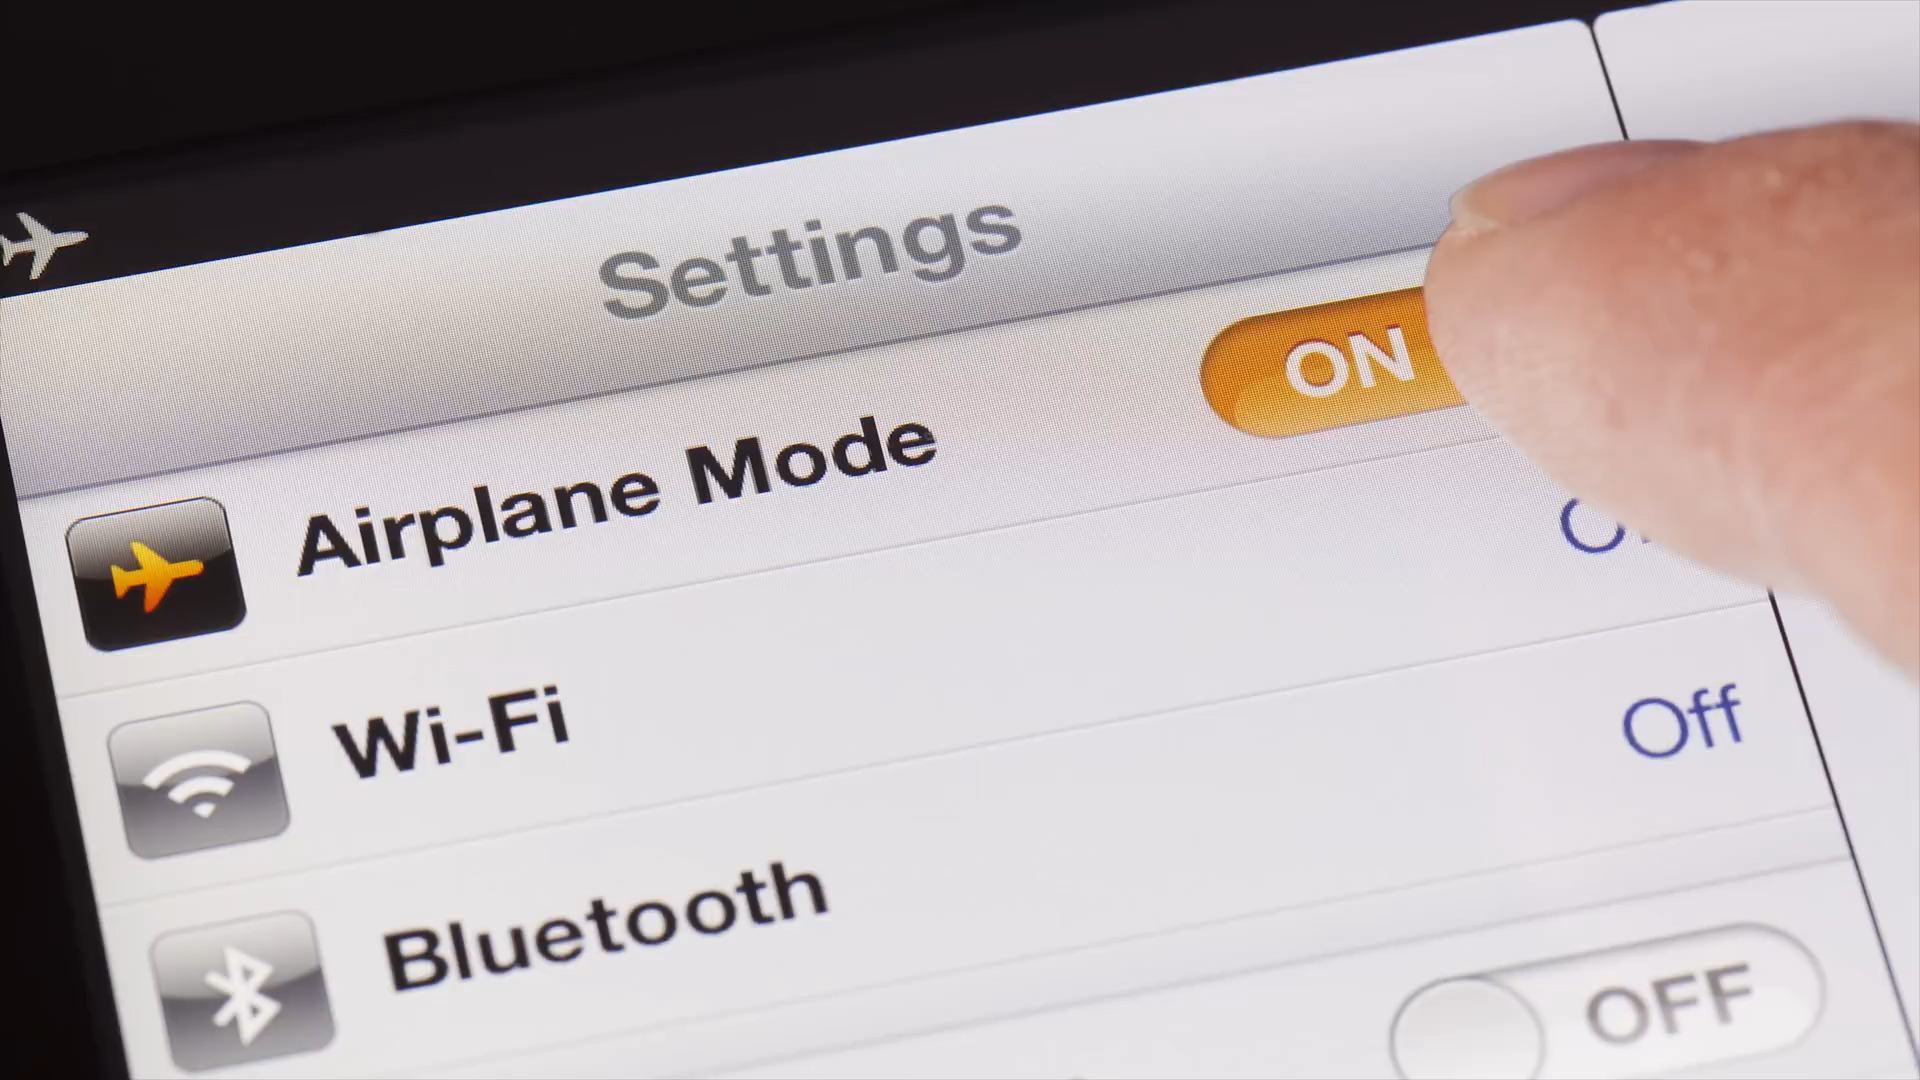 Settings
Airplane Mode ON
Wi-Fi
Bluetooth Off
OFF